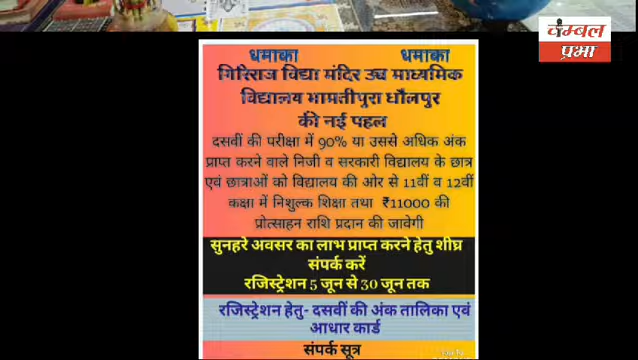 चम्बल
प्रभा
धमाका धमाका
गिरिराज विद्या मंदिर उच्च माध्यमिक
विद्यालय भामतीपुरा धौलपुर
की नई पहल
दसवीं की परीक्षा में 90% या उससे अधिक अंक
प्राप्त करने वाले निजी व सरकारी विद्यालय के छात्र
एवं छात्राओं को विद्यालय की ओर से 11वीं व 12वीं
कक्षा में निशुल्क शिक्षा तथा ₹11000 की
प्रोत्साहन राशि प्रदान की जावेगी
सुनहरे अवसर का लाभ प्राप्त करने हेतु शीघ्र
संपर्क करें
रजिस्ट्रेशन 5 जून से 30 जून तक
रजिस्ट्रेशन हेतु- दसवीं की अंक तालिका एवं
आधार कार्ड
संपर्क सूत्र